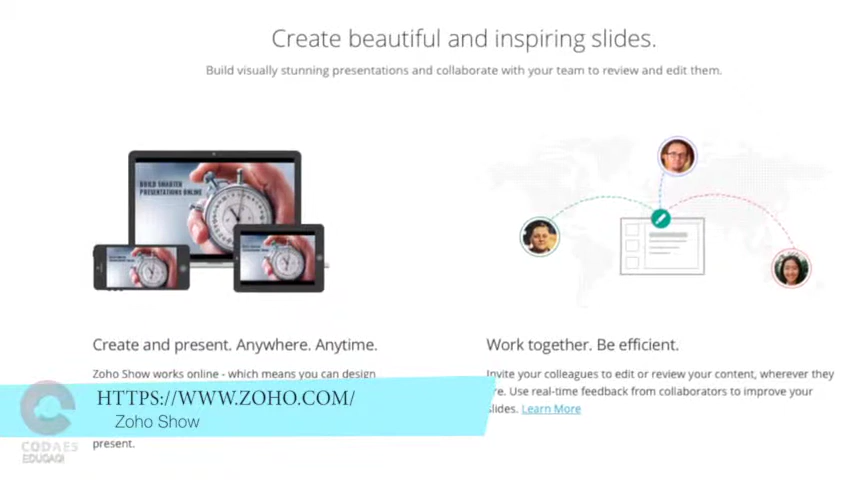 Create beautiful and inspiring slides.
Build visually stunning presentations and collaborate with your team to review and edit them.
BUILD SMARTER
PRESENTATIONS ONLINE
Create and present. Anywhere. Anytime.
Zoho Show works online - which means you can design
present.
Work together. Be efficient.
Invite your colleagues to edit or review your content, wherever they
are. Use real-time feedback from collaborators to improve your
slides. Learn More
HTTPS://WWW.ZOHO.COM/
Zoho Show
CODAES
EDUGAQI